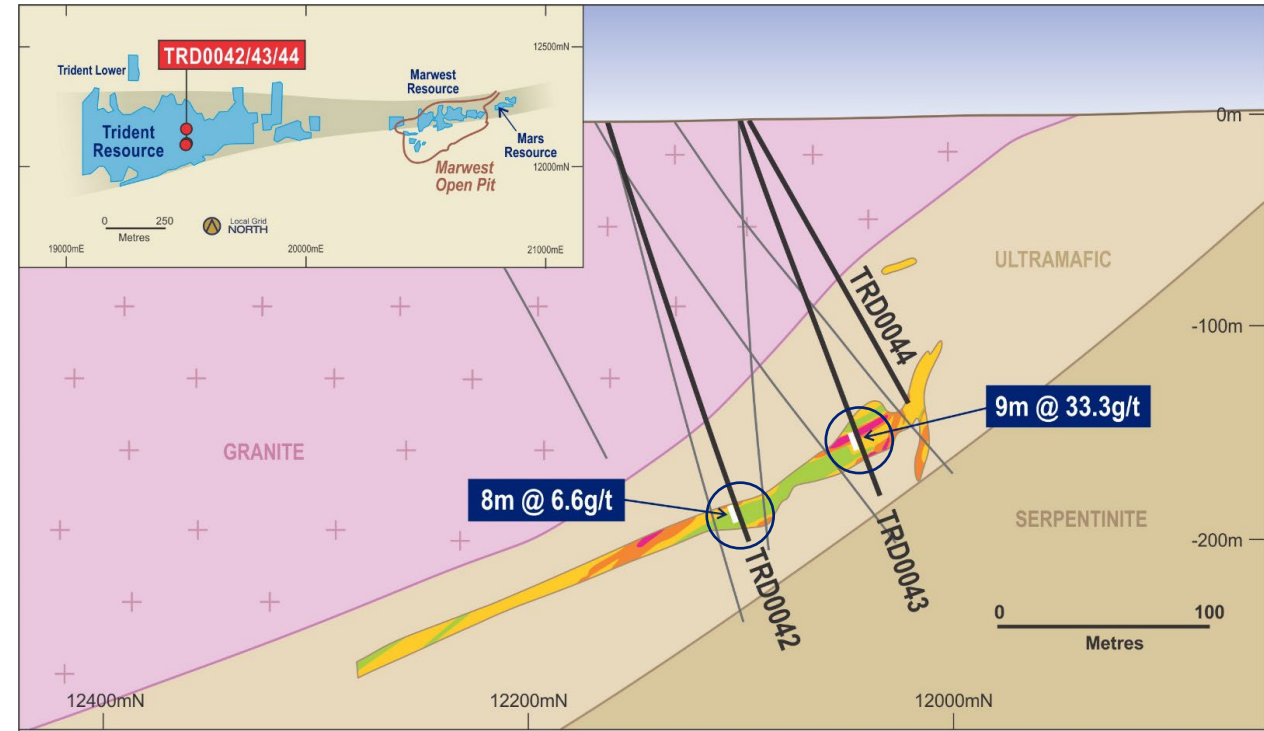 TRD0042/43/44
12500mN
Trident Lower
Marwest
Resource
Trident
Resource
Mars
Resource
12000mN
Marwest
Open Pit
0 250
Metres
Local Grid
NORTH
19000mE 20000mE 21000mE
0m
ULTRAMAFIC
TRD0044
-100m
9m @ 33.3g/t
GRANITE
8m @ 6.6g/t
SERPENTINITE
-200m
TRD0043
TRD0042
0 100
Metres
12400mN 12200mN 12000mN